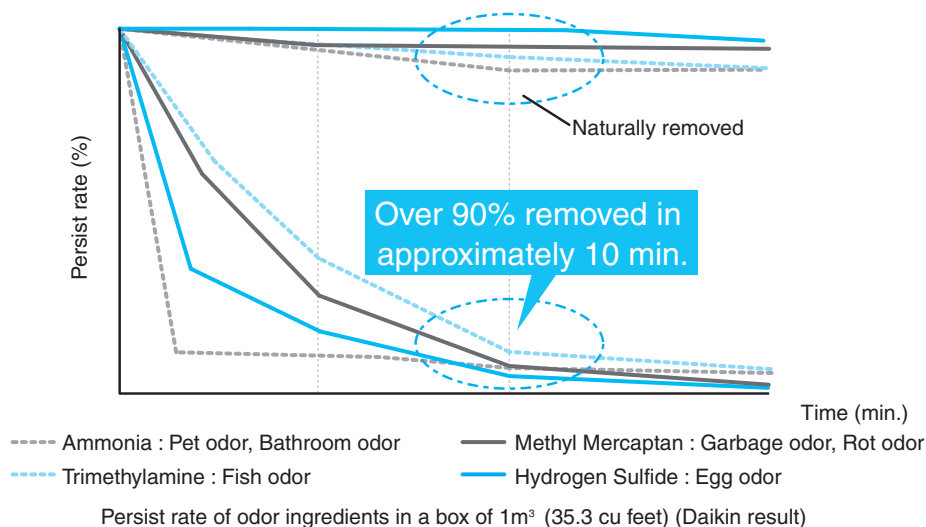 Naturally removed
Persist rate (%)
Over 90% removed in
approximately 10 min.
Time (min.)
Ammonia : Pet odor, Bathroom odor
Methyl Mercaptan : Garbage odor, Rot odor
Trimethylamine : Fish odor
Hydrogen Sulfide : Egg odor
Persist rate of odor ingredients in a box of 1m³ (35.3 cu feet) (Daikin result)